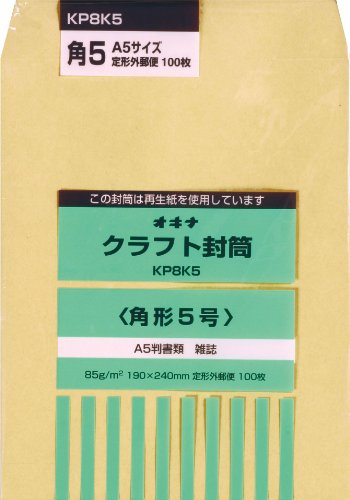 KP8K5
角5 A5サイズ
定形外郵便 100枚
この封筒は再生紙を使用しています
オキナ
クラフト封筒
KP8K5
〈角形5号〉
A5判書類 雑誌
85g/m² 190×240mm 定形外郵便 100枚